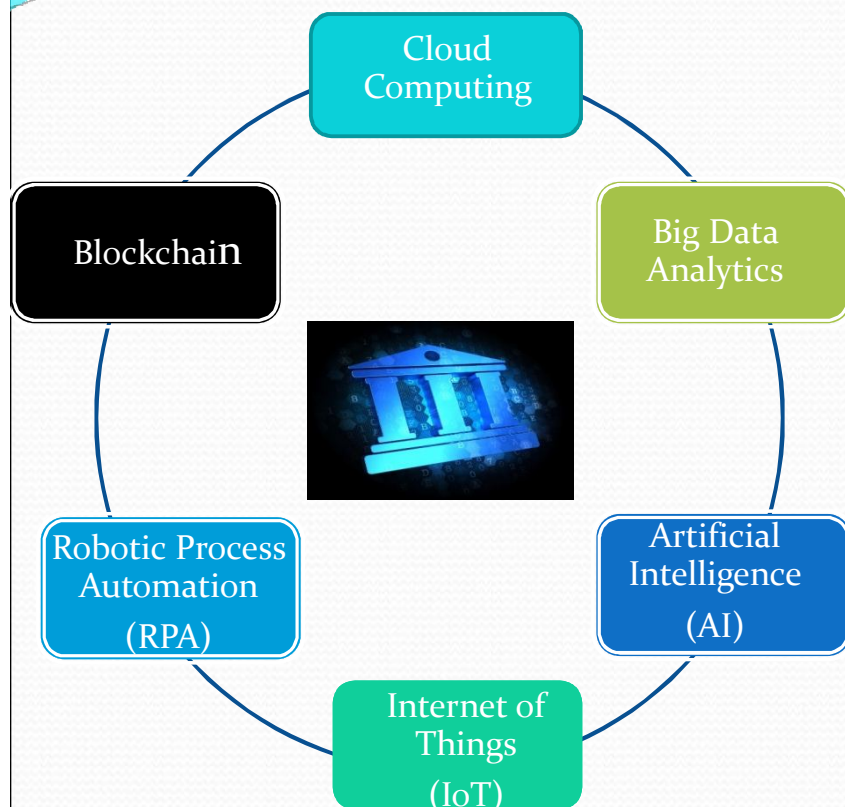 Cloud
Computing
Big Data
Analytics
Artificial
Intelligence
(AI)
Internet of
Things
(IoT)
Robotic Process
Automation
(RPA)
Blockchain